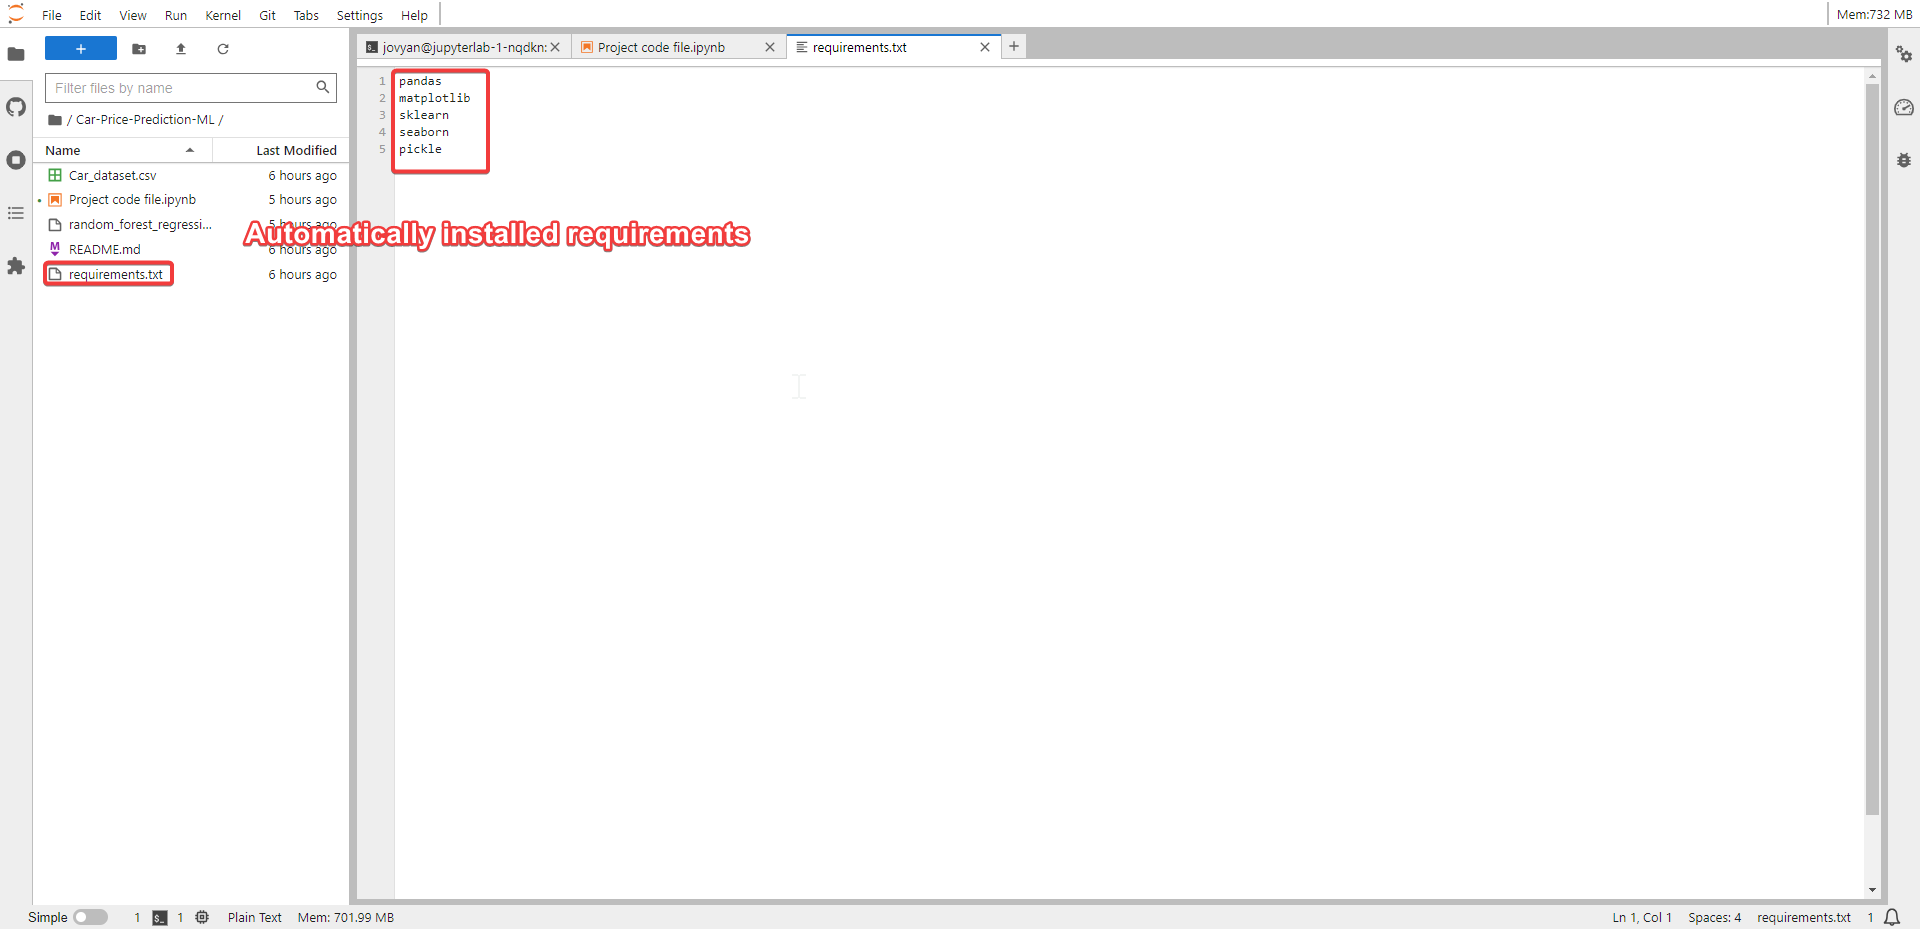 File Edit View Run Kernel Git Tabs Settings Help
Mem:732 MB
jovyan@jupyterlab-1-nqdkn:
Project code file.ipynb
requirements.txt
Filter files by name
/ Car-Price-Prediction-ML /
Name Last Modified
Car_dataset.csv 6 hours ago
Project code file.ipynb 5 hours ago
random_forest_regressi... 5 hours ago
README.md 6 hours ago
requirements.txt 6 hours ago
1 pandas
2 matplotlib
3 sklearn
4 seaborn
5 pickle
Automatically installed requirements
Simple 1 $_ 1 Plain Text Mem: 701.99 MB
Ln 1, Col 1 Spaces: 4 requirements.txt 1